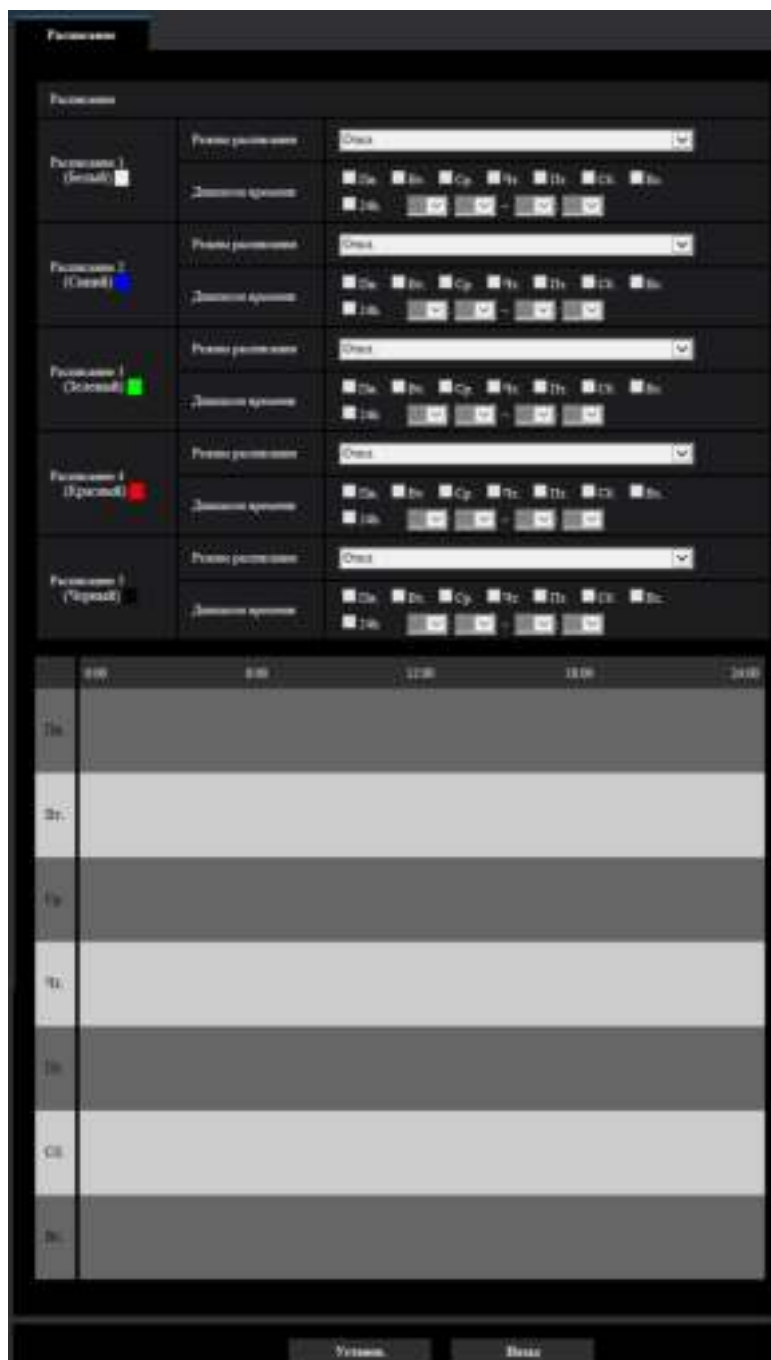 Расписание
Расписание
Расписание 1
(Белый)
Режим расписания
Откл.
Диапазон времени
Пн. Вт. Ср. Чт. Пт. Сб. Вс.
24h
Расписание 2
(Синий)
Режим расписания
Откл.
Диапазон времени
Пн. Вт. Ср. Чт. Пт. Сб. Вс.
24h
Расписание 3
(Зеленый)
Режим расписания
Откл.
Диапазон времени
Пн. Вт. Ср. Чт. Пт. Сб. Вс.
24h
Расписание 4
(Красный)
Режим расписания
Откл.
Диапазон времени
Пн. Вт. Ср. Чт. Пт. Сб. Вс.
24h
Расписание 5
(Черный)
Режим расписания
Откл.
Диапазон времени
Пн. Вт. Ср. Чт. Пт. Сб. Вс.
24h
0:00 12:00 18:00 24:00
Пн.
Вт.
Ср.
Чт.
Пт.
Сб.
Вс.
Установ. Назад